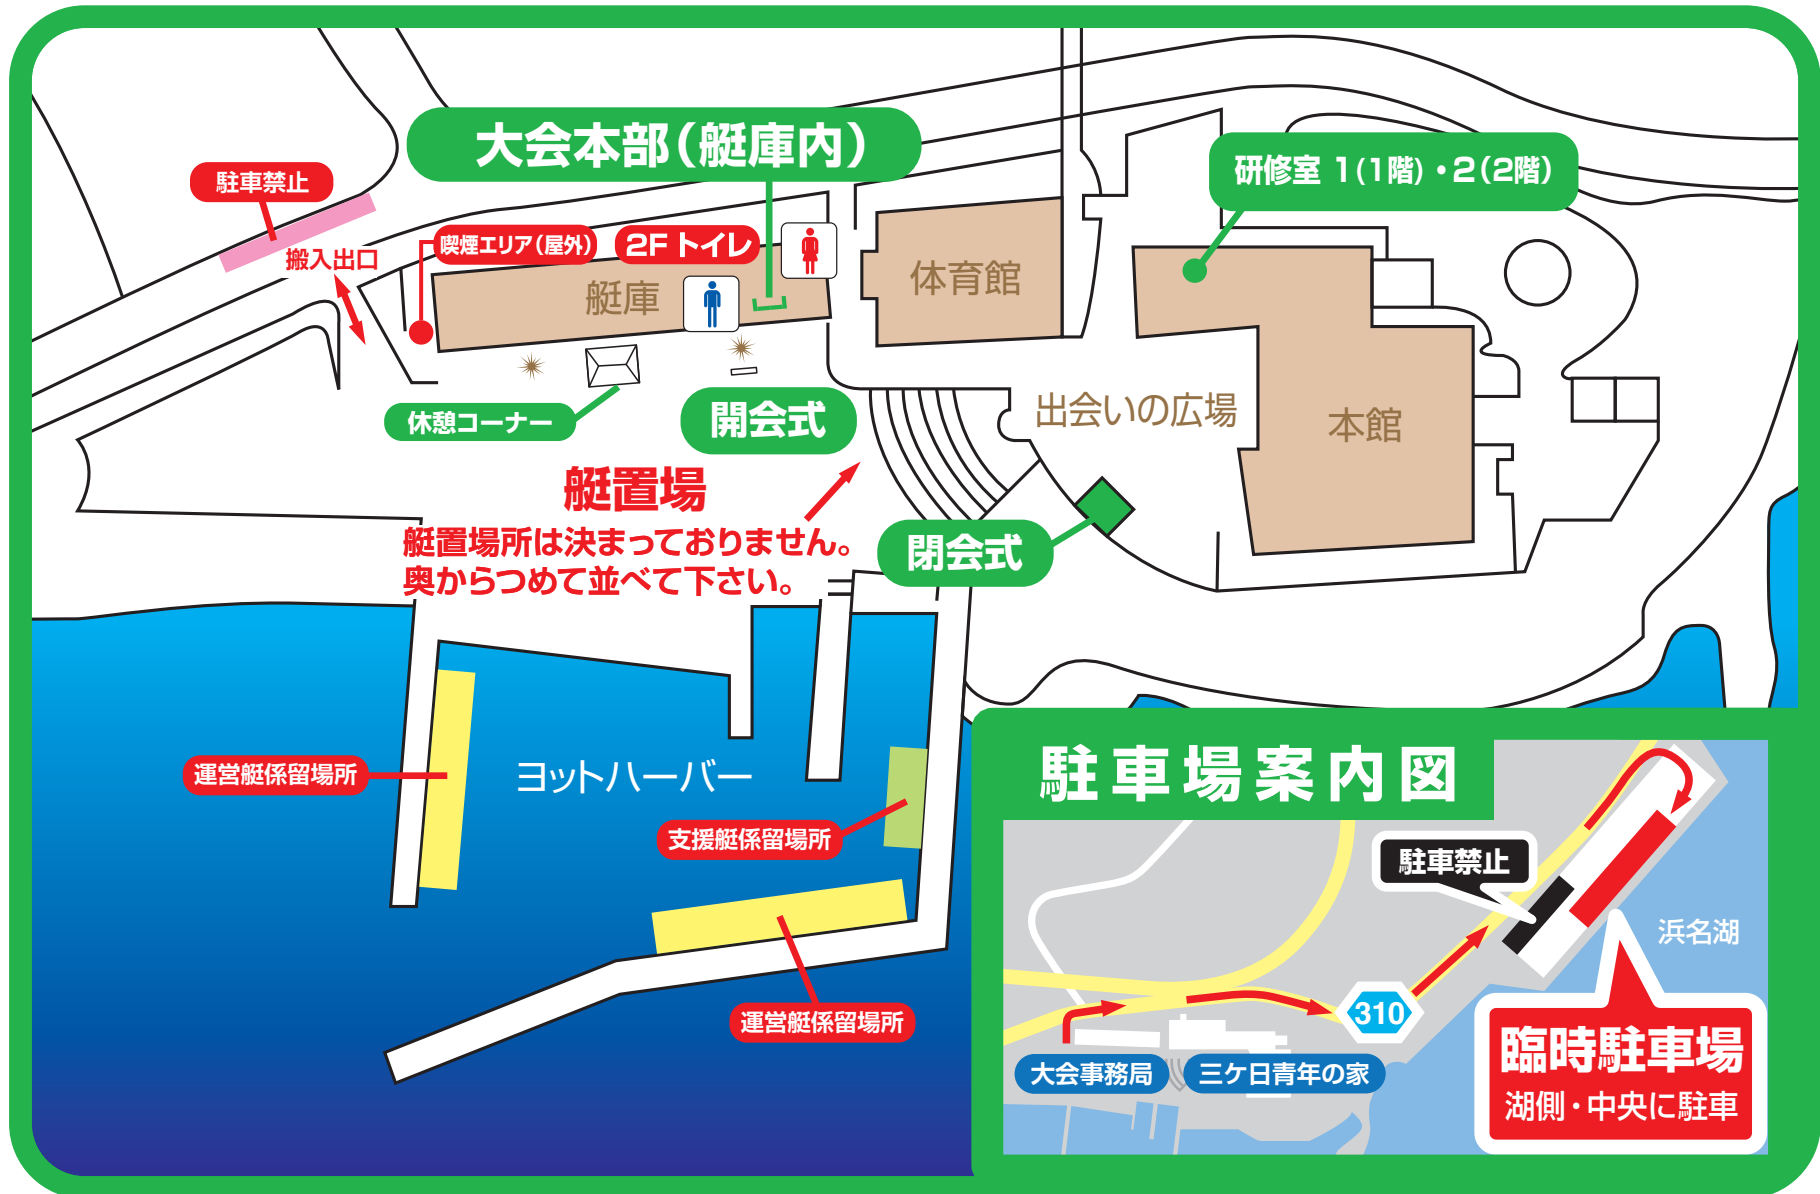 大会本部(艇庫内)
研修室 1(1階)・2(2階)
駐車禁止
搬入出口
喫煙エリア(屋外)
2F トイレ
艇庫
体育館
休憩コーナー
開会式
出会いの広場
本館
艇置場
艇置場所は決まっておりません。
奥からつめて並べて下さい。
閉会式
運営艇係留場所
ヨットハーバー
支援艇係留場所
運営艇係留場所
駐車場案内図
駐車禁止
浜名湖
310
大会事務局
三ケ日青年の家
臨時駐車場
湖側・中央に駐車